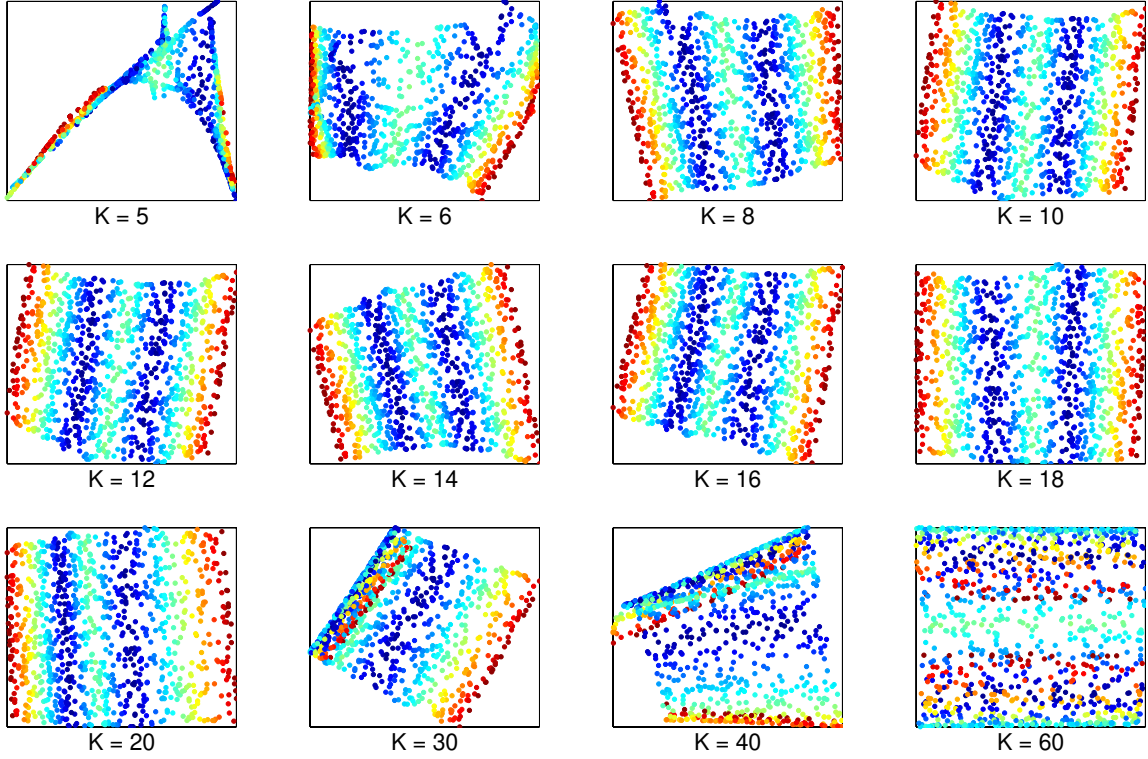 K = 5
K = 6
K = 8
K = 10
K = 12
K = 14
K = 16
K = 18
K = 20
K = 30
K = 40
K = 60